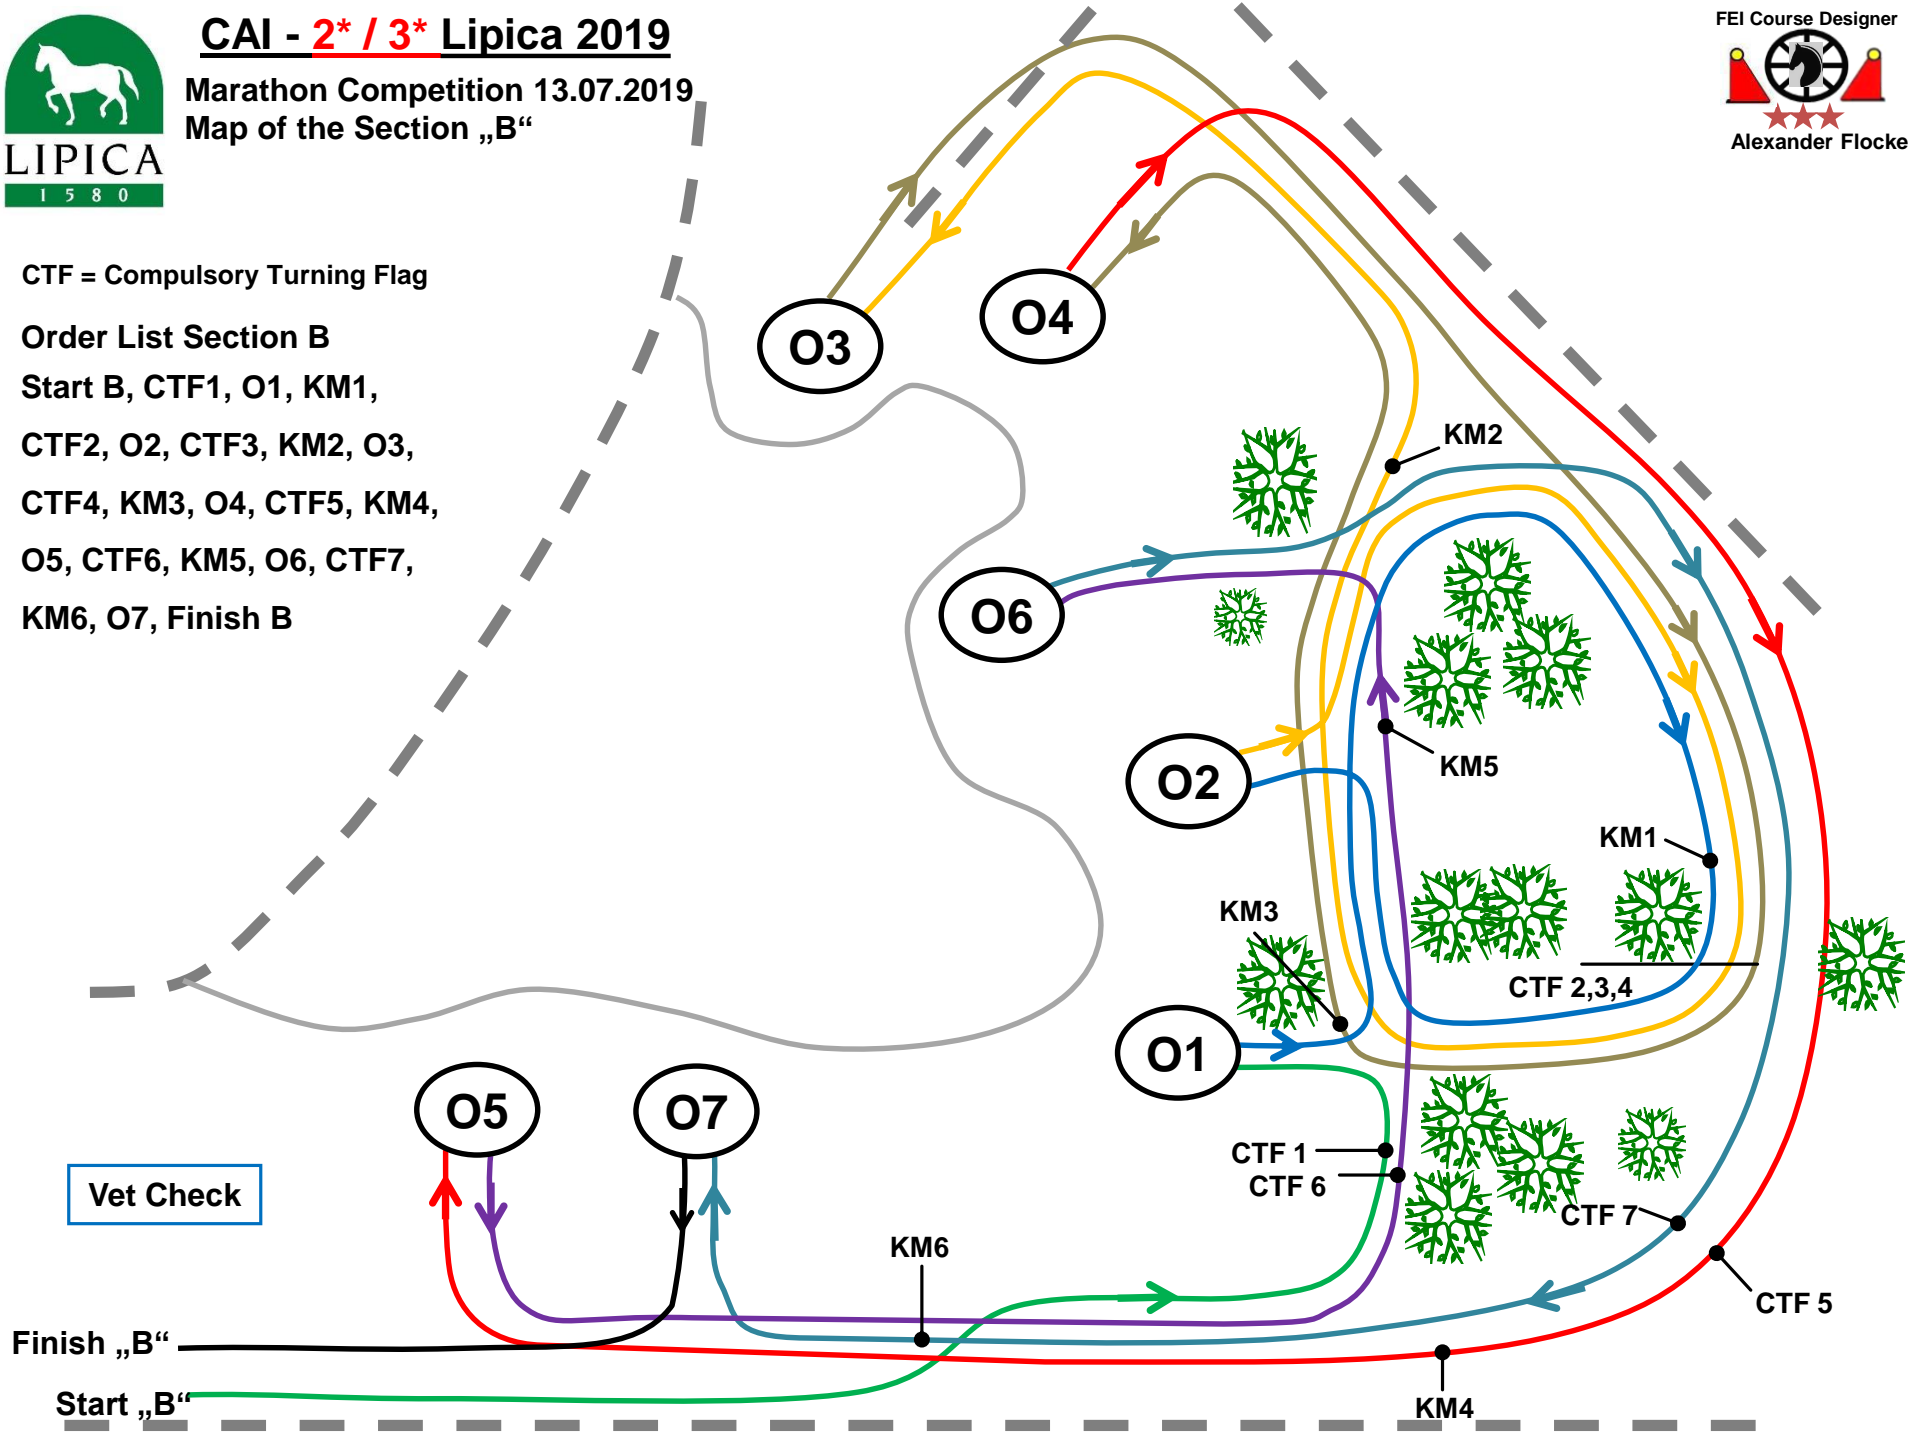 CAI - 2* / 3* Lipica 2019
Marathon Competition 13.07.2019
Map of the Section „B“
LIPICA
1580
FEI Course Designer
Alexander Flocke
CTF = Compulsory Turning Flag
Order List Section B
Start B, CTF1, O1, KM1,
CTF2, O2, CTF3, KM2, O3,
CTF4, KM3, O4, CTF5, KM4,
O5, CTF6, KM5, O6, CTF7,
KM6, O7, Finish B
O3
O4
KM2
O6
O2
KM5
KM1
KM3
CTF 2,3,4
O1
O5
O7
CTF 1
CTF 6
Vet Check
CTF 7
KM6
CTF 5
Finish „B“
Start „B“
KM4